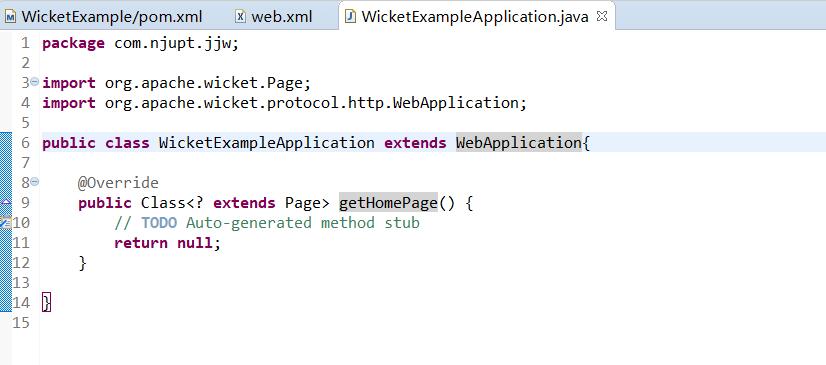 WicketExample/pom.xml web.xml WicketExampleApplication.java
1 package com.njupt.jjw;
2
3 import org.apache.wicket.Page;
4 import org.apache.wicket.protocol.http.WebApplication;
5
6 public class WicketExampleApplication extends WebApplication{
7
8 @Override
9 public Class<? extends Page> getHomePage() {
10 // TODO Auto-generated method stub
11 return null;
12 }
13
14 }
15